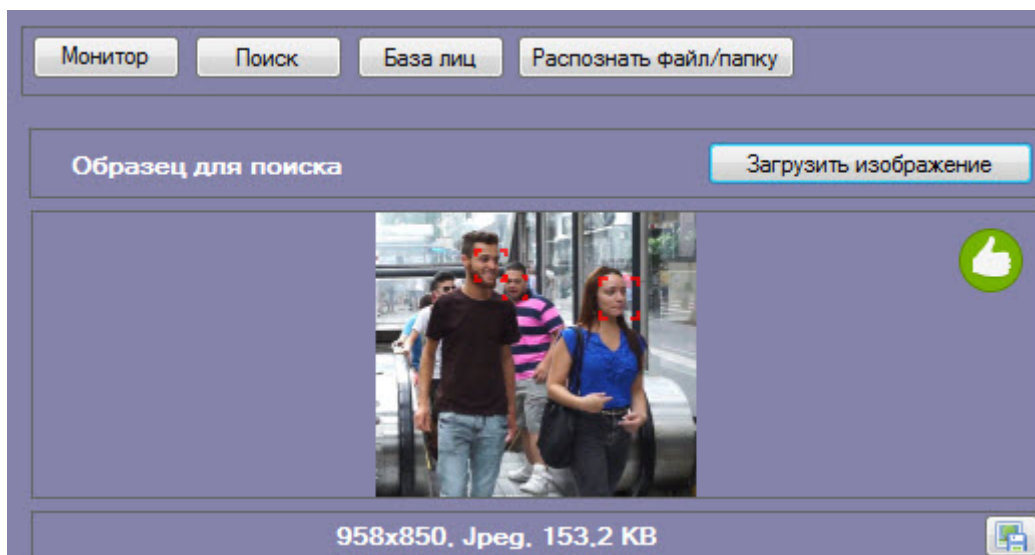 Монитор Поиск База лиц Распознать файл/папку
Образец для поиска Загрузить изображение
958x850, Jpeg, 153,2 KB